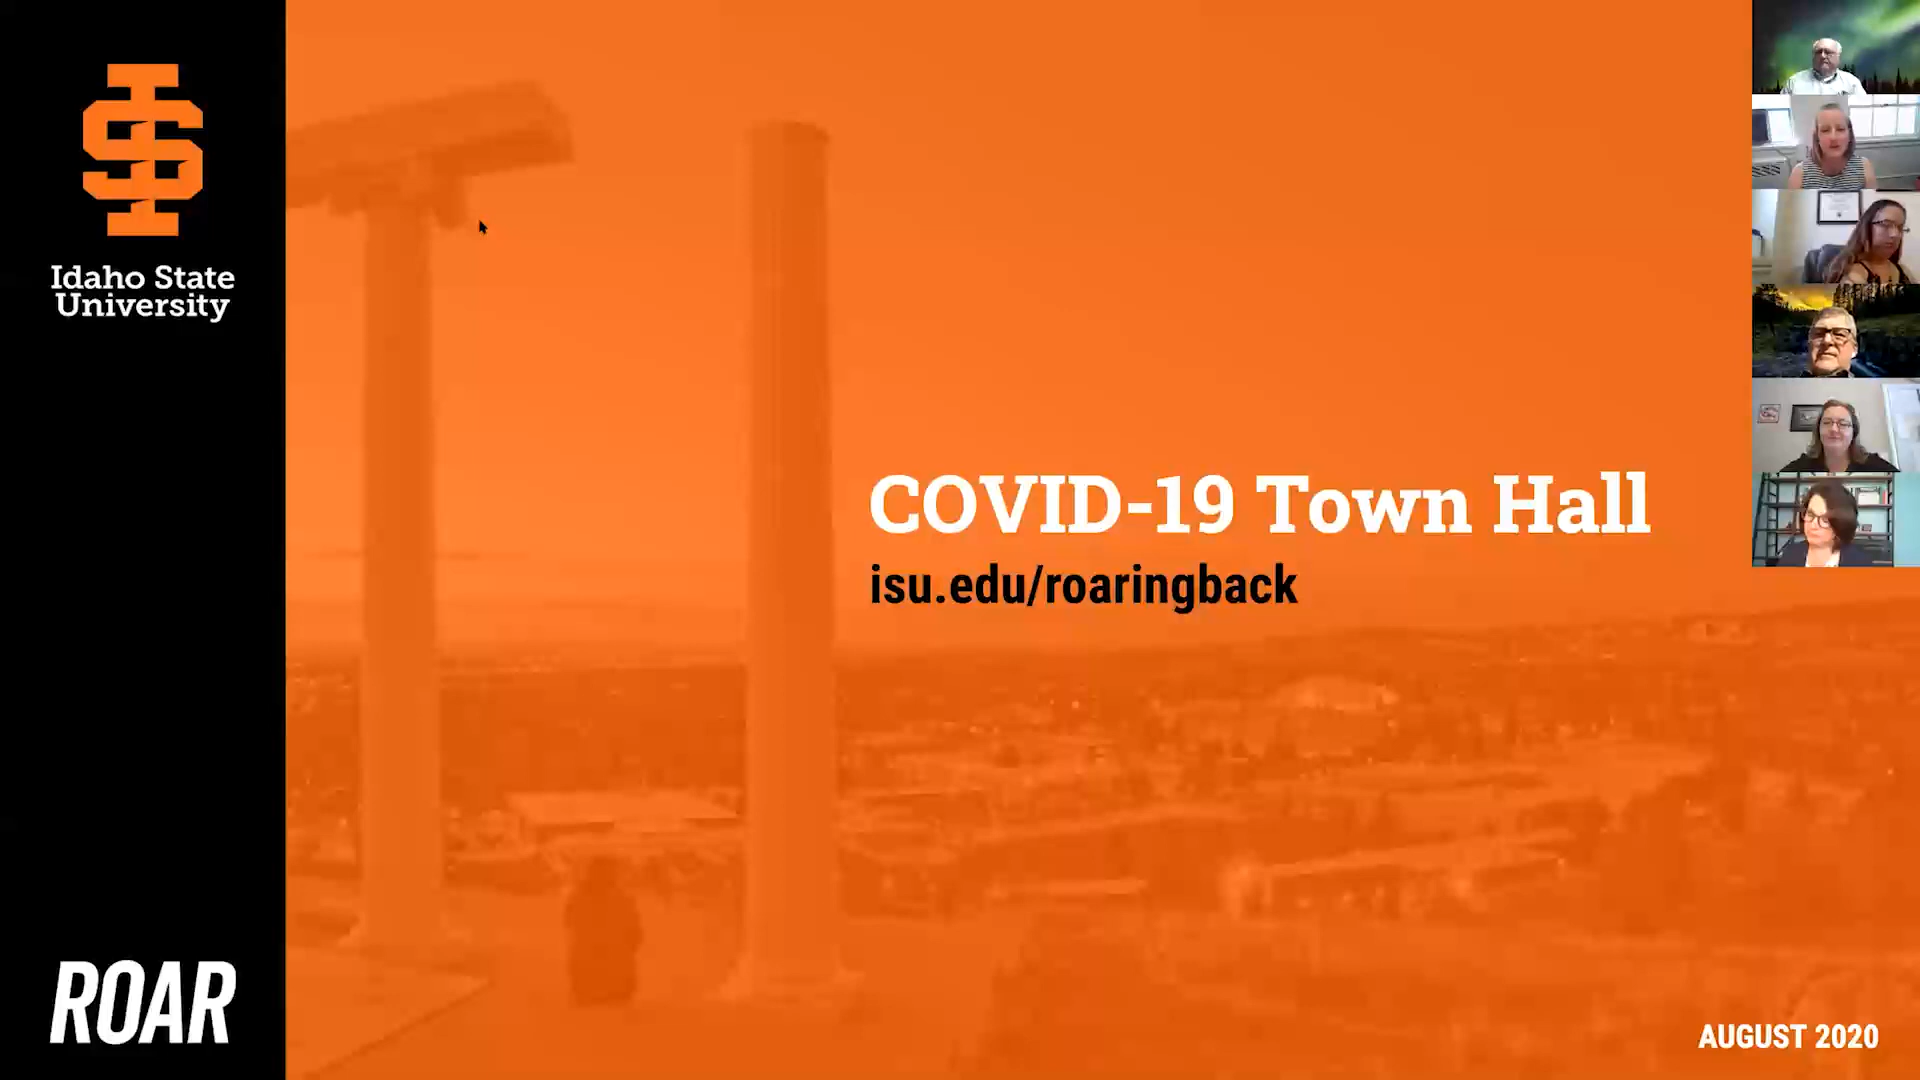 Idaho State
University
COVID-19 Town Hall
isu.edu/roaringback
ROAR
AUGUST 2020